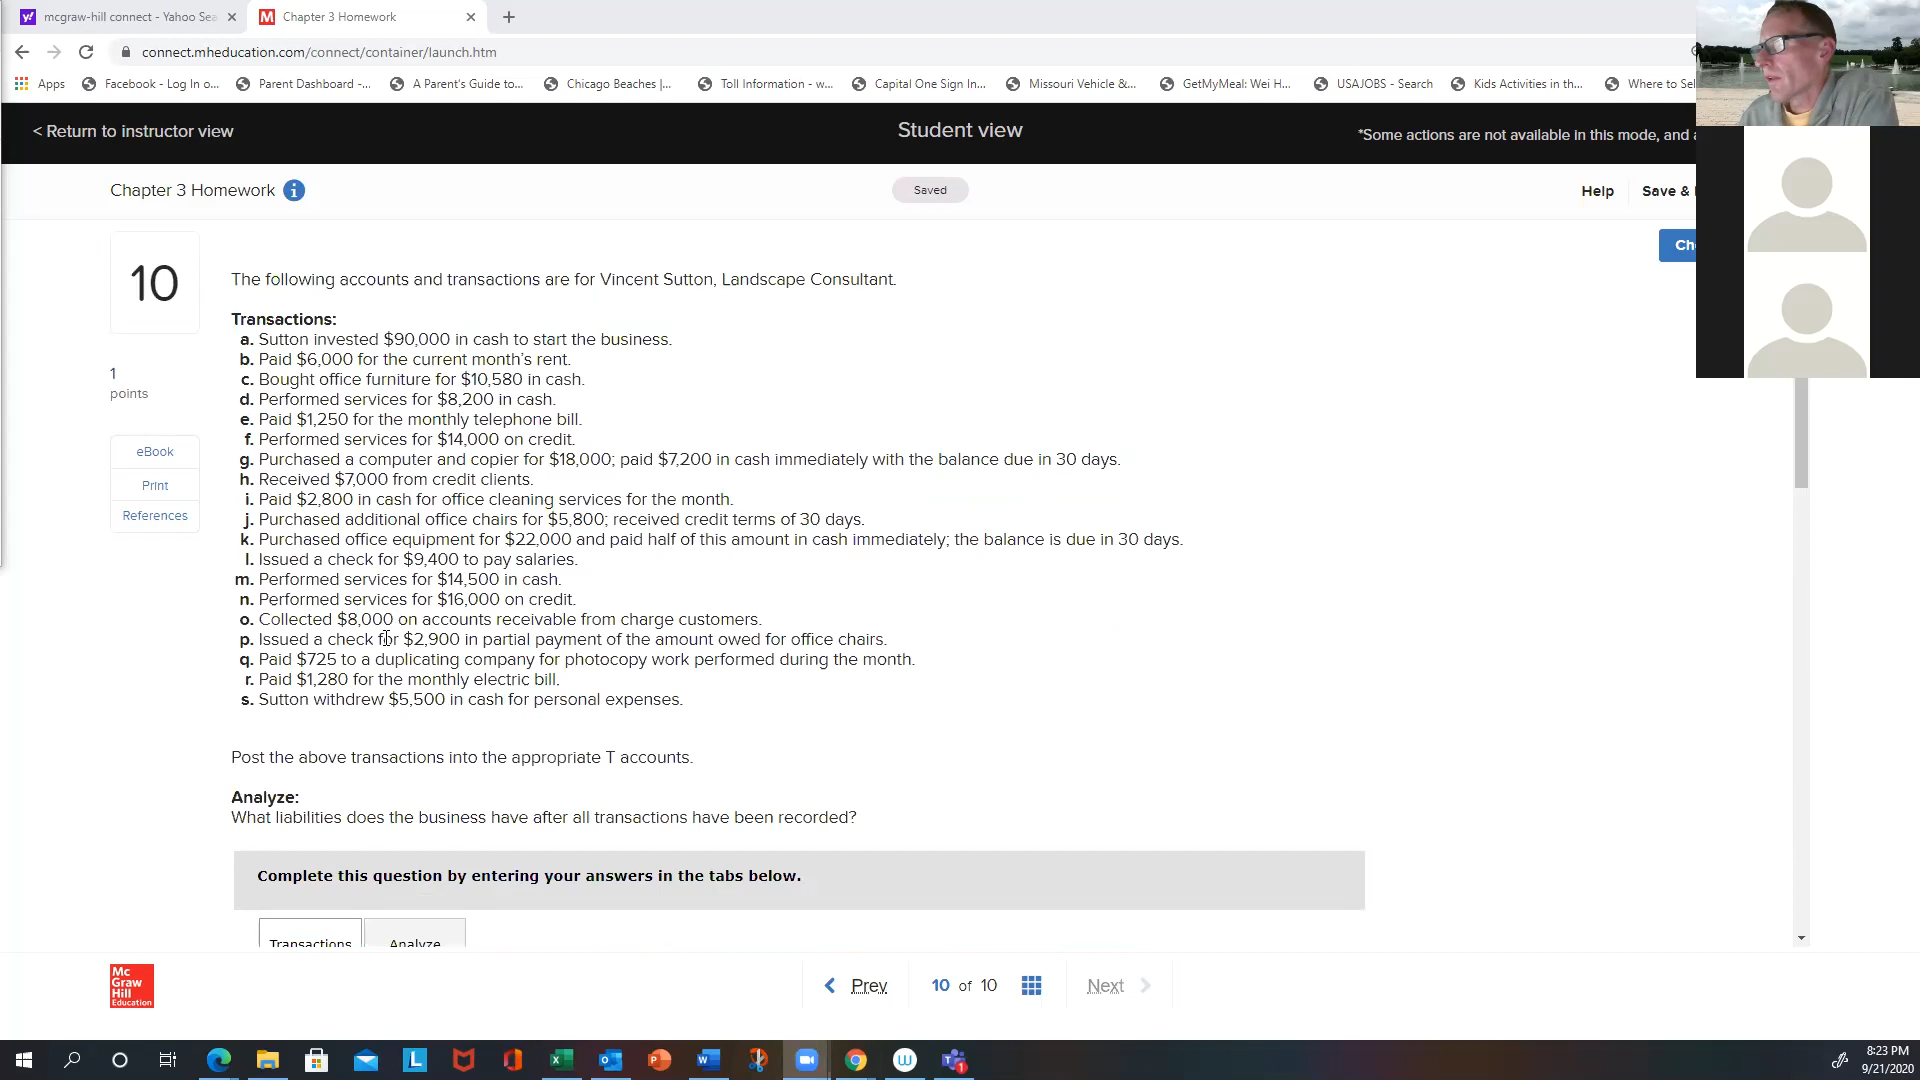 mcgraw-hill connect - Yahoo Sea
Chapter 3 Homework
connect.mheducation.com/connect/container/launch.htm
Apps
Facebook - Log In o...
Parent Dashboard -...
A Parent's Guide to...
Chicago Beaches |...
Toll Information - w...
Capital One Sign In...
Missouri Vehicle &...
GetMyMeal: Wei H...
USAJOBS - Search
Kids Activities in th...
Where to Sel
< Return to instructor view
Student view
*Some actions are not available in this mode, and
Chapter 3 Homework
Saved
Help
Save &
10
1
points
eBook
Print
References
The following accounts and transactions are for Vincent Sutton, Landscape Consultant.
Transactions:
a. Sutton invested $90,000 in cash to start the business.
b. Paid $6,000 for the current month's rent.
c. Bought office furniture for $10,580 in cash.
d. Performed services for $8,200 in cash.
e. Paid $1,250 for the monthly telephone bill.
f. Performed services for $14,000 on credit.
g. Purchased a computer and copier for $18,000; paid $7,200 in cash immediately with the balance due in 30 days.
h. Received $7,000 from credit clients.
i. Paid $2,800 in cash for office cleaning services for the month.
j. Purchased additional office chairs for $5,800; received credit terms of 30 days.
k. Purchased office equipment for $22,000 and paid half of this amount in cash immediately; the balance is due in 30 days.
l. Issued a check for $9,400 to pay salaries.
m. Performed services for $14,500 in cash.
n. Performed services for $16,000 on credit.
o. Collected $8,000 on accounts receivable from charge customers.
p. Issued a check for $2,900 in partial payment of the amount owed for office chairs.
q. Paid $725 to a duplicating company for photocopy work performed during the month.
r. Paid $1,280 for the monthly electric bill.
s. Sutton withdrew $5,500 in cash for personal expenses.
Post the above transactions into the appropriate T accounts.
Analyze:
What liabilities does the business have after all transactions have been recorded?
Complete this question by entering your answers in the tabs below.
Transactions
Analyze
Mc
Graw
Hill
Education
Prev
10 of 10
Next
8:23 PM
9/21/2020